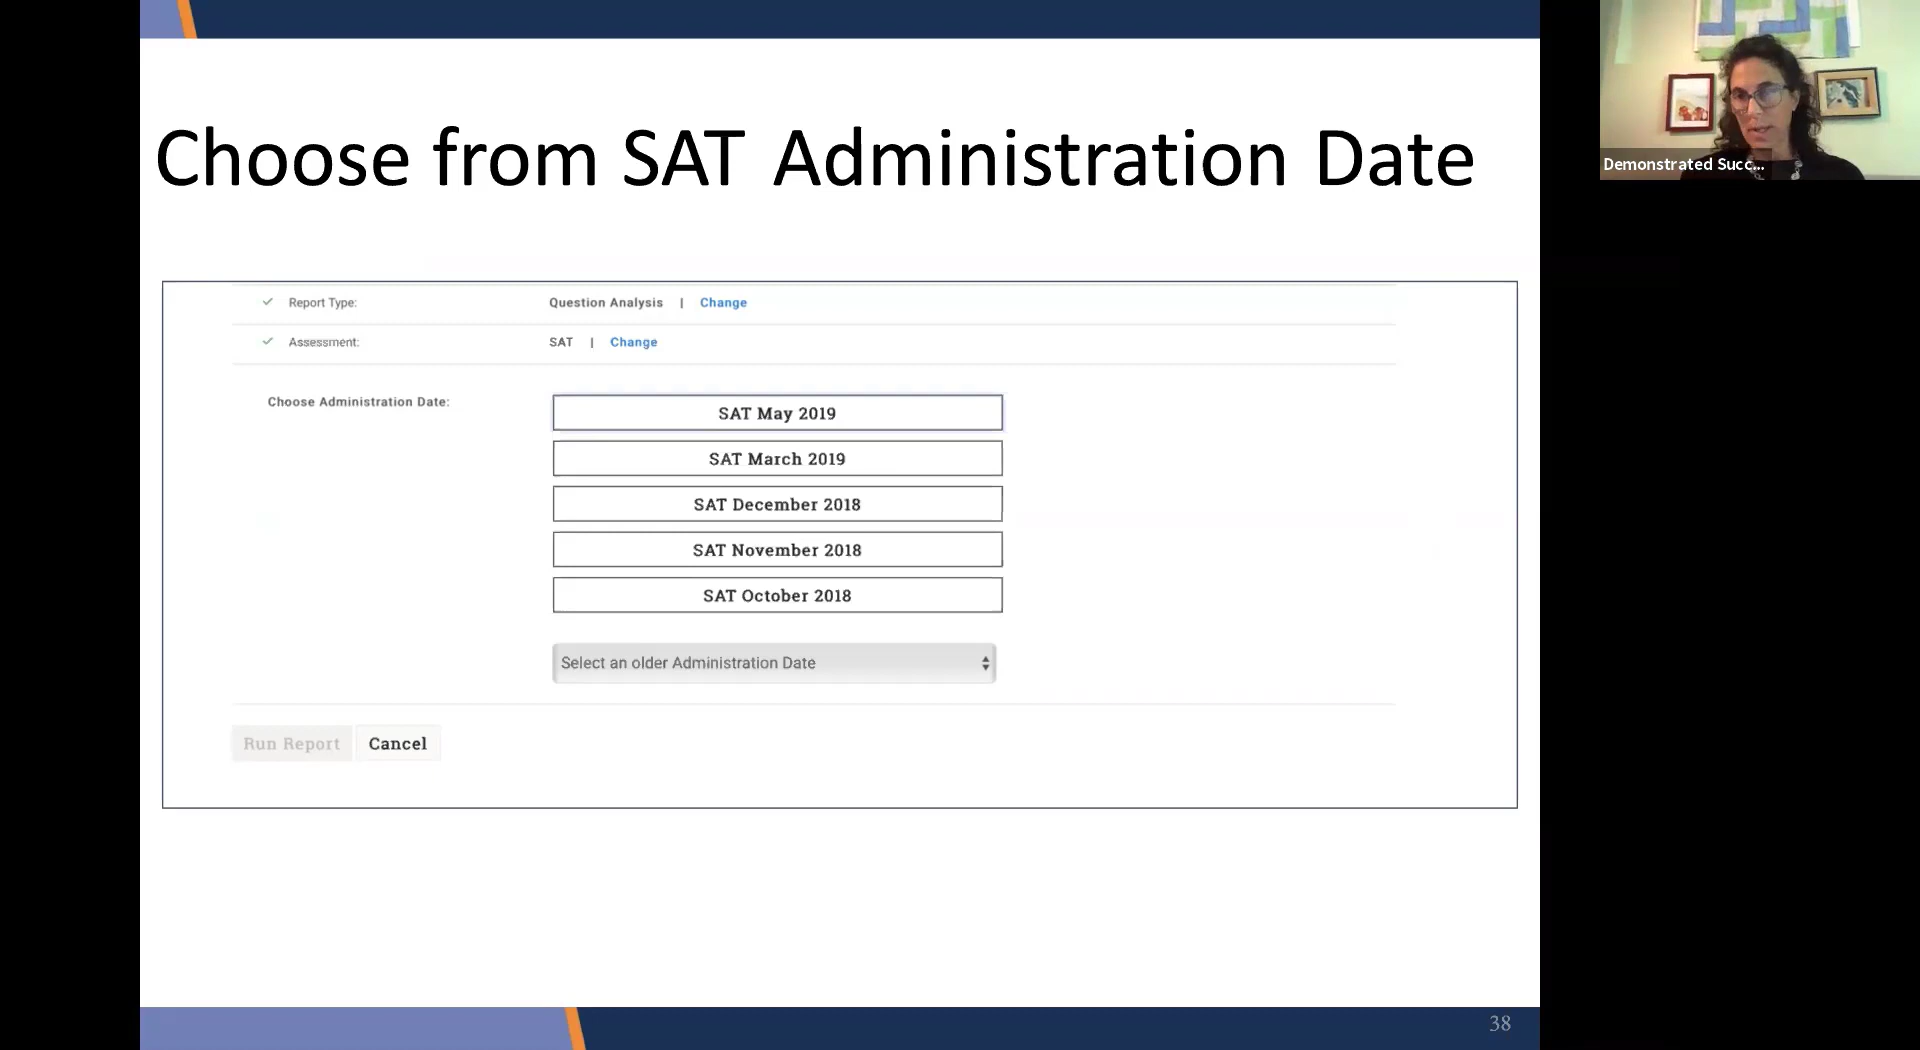 Choose from SAT Administration Date
Demonstrated Succ...
Report Type: Question Analysis | Change
Assessment: SAT | Change
Choose Administration Date:
SAT May 2019
SAT March 2019
SAT December 2018
SAT November 2018
SAT October 2018
Select an older Administration Date
Run Report Cancel
38